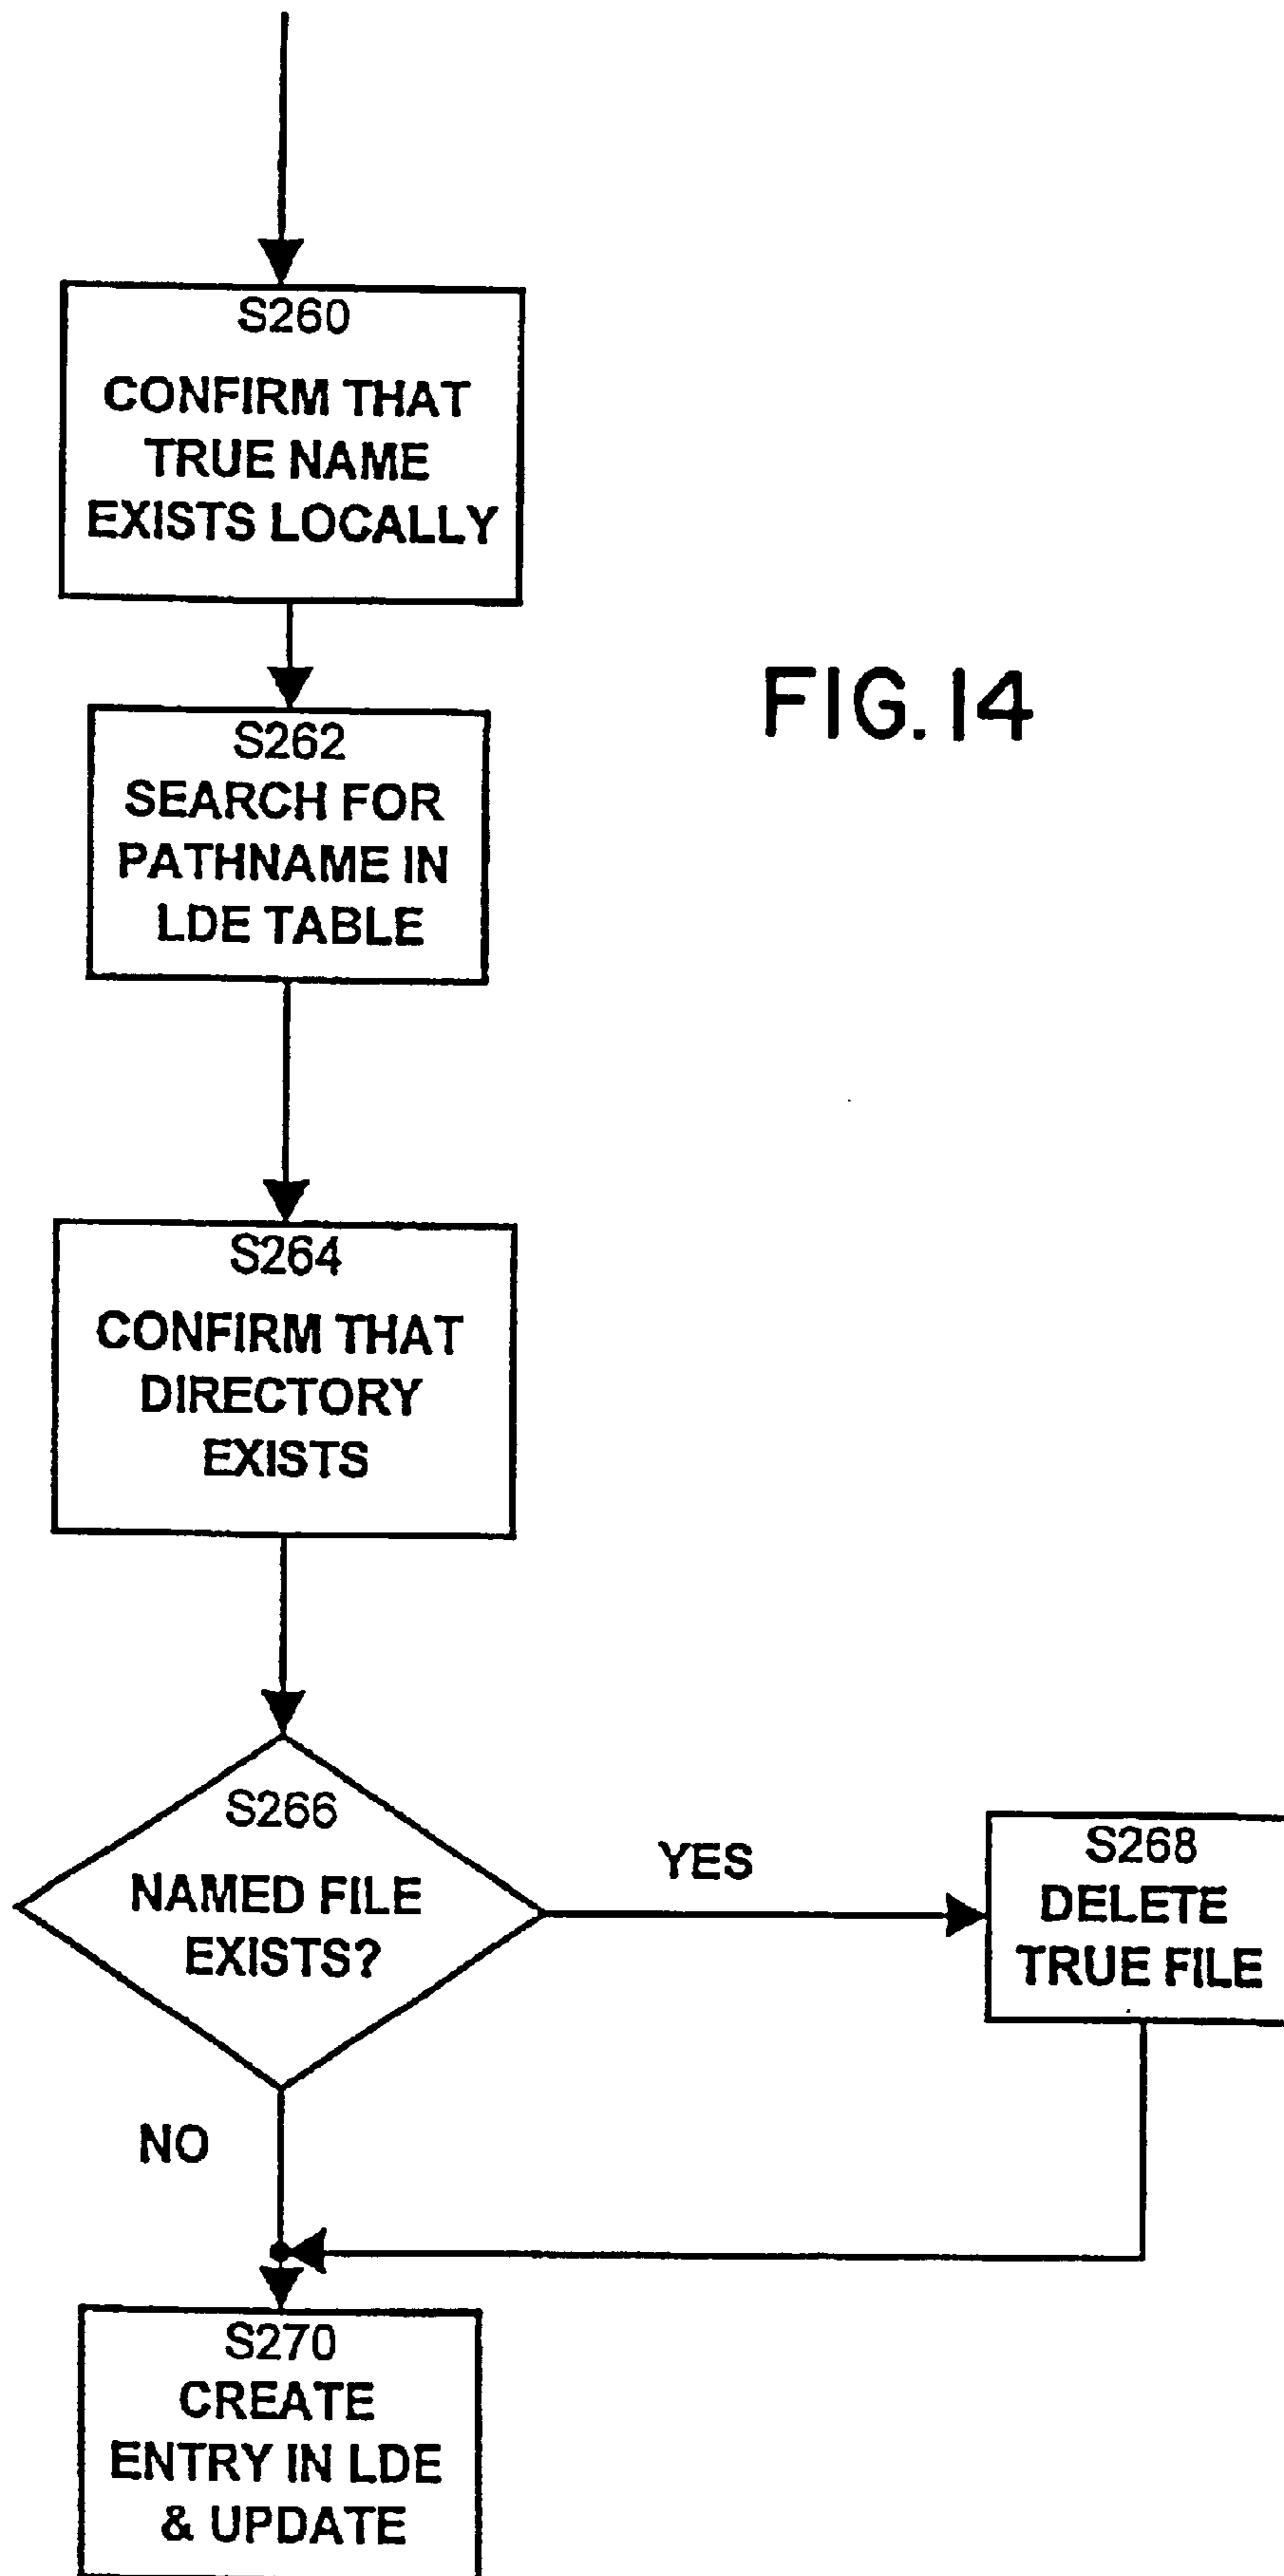 S260
CONFIRM THAT
TRUE NAME
EXISTS LOCALLY
FIG. 14
S262
SEARCH FOR
PATHNAME IN
LDE TABLE
S264
CONFIRM THAT
DIRECTORY
EXISTS
S266
NAMED FILE
EXISTS?
YES
S268
DELETE
TRUE FILE
NO
S270
CREATE
ENTRY IN LDE
& UPDATE